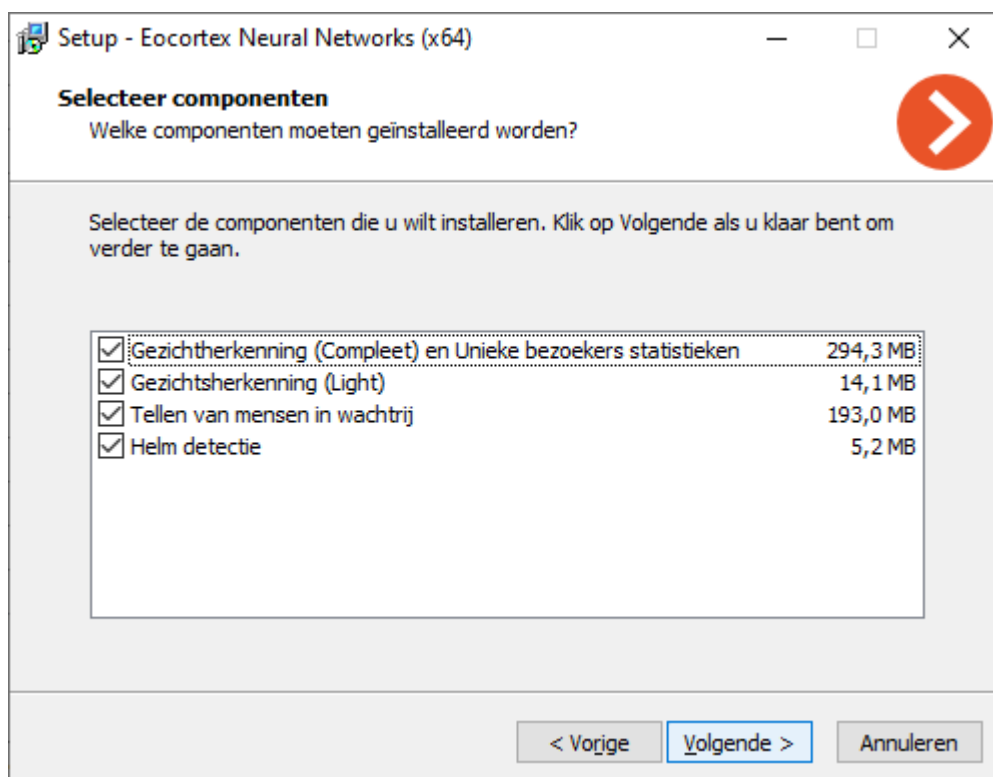 Setup - Eocortex Neural Networks (x64)
Selecteer componenten
Welke componenten moeten geïnstalleerd worden?
Selecteer de componenten die u wilt installeren. Klik op Volgende als u klaar bent om
verder te gaan.
Gezichtherkenning (Compleet) en Unieke bezoekers statistieken 294,3 MB
Gezichtsherkenning (Light) 14,1 MB
Tellen van mensen in wachtrij 193,0 MB
Helm detectie 5,2 MB
< Vorige Volgende > Annuleren